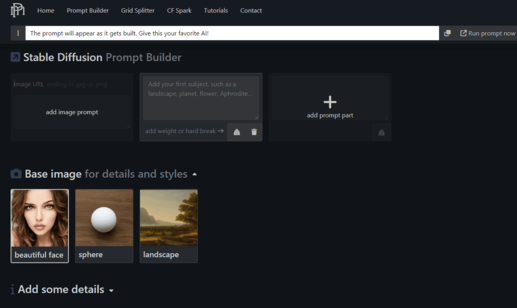 Home Prompt Builder Grid Splitter CF Spark Tutorials Contact
The prompt will appear as it gets built. Give this your favorite AI!
Run prompt now
Stable Diffusion Prompt Builder
Image URL
Add your first subject, such as a
landscape, planet, flower, Aphrodite...
add image prompt
add prompt part
add weight or hard break →
Base image for details and styles
beautiful face
sphere
landscape
Add some details